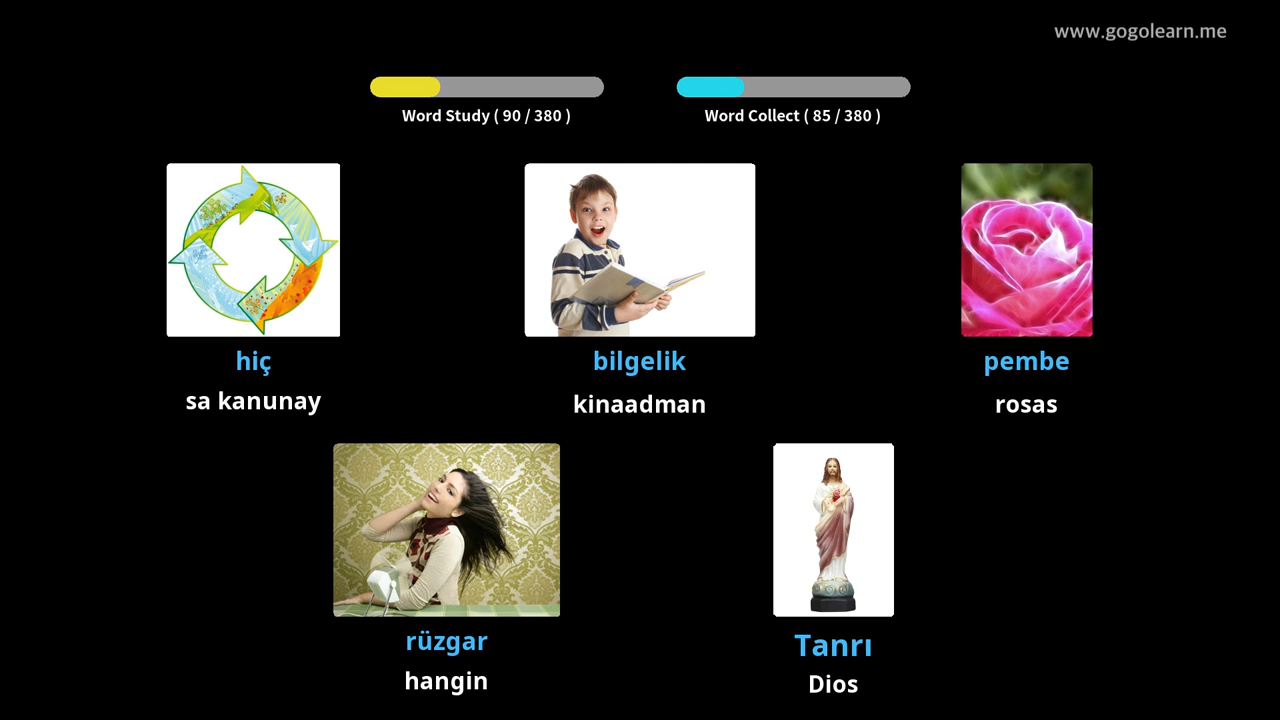 www.gogolearn.me
Word Study ( 90 / 380 )
Word Collect ( 85 / 380 )
hiç
bilgelik
pembe
sa kanunay
kinaadman
rosas
rüzgar
Tanrı
hangin
Dios